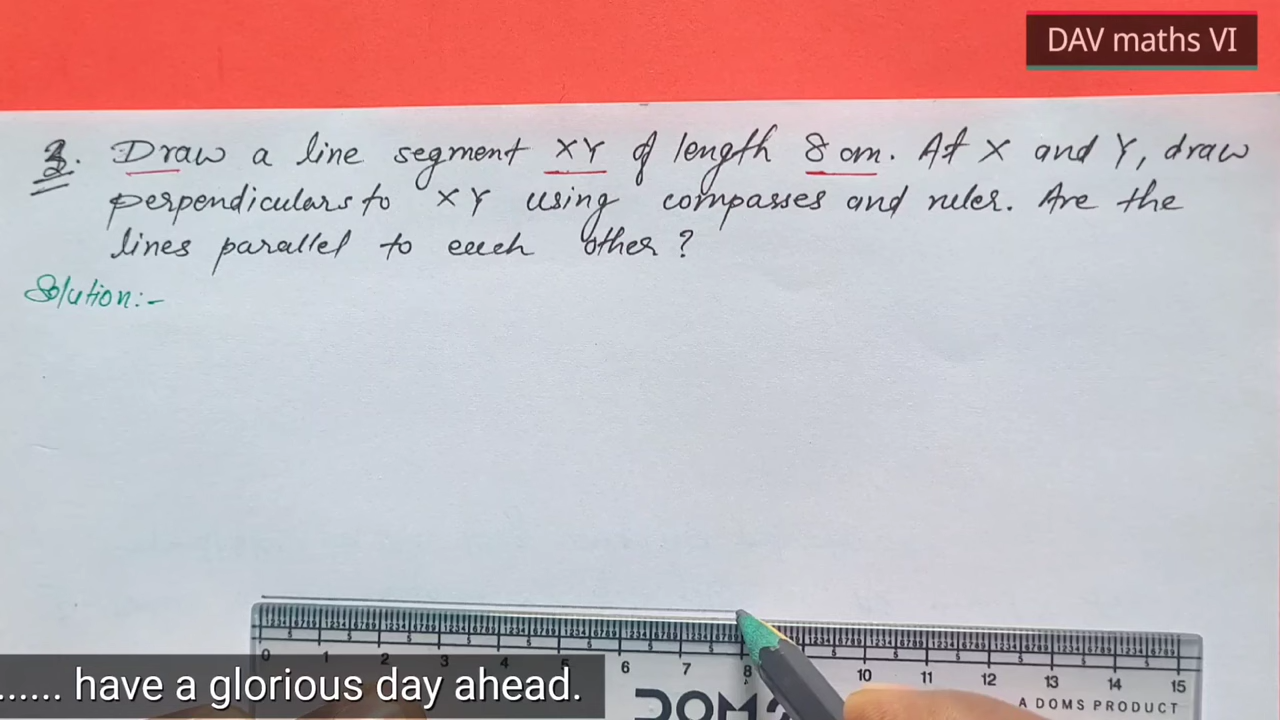 DAV maths VI
3. Draw a line segment XY of length 8 cm. At X and Y, draw
perpendiculars to XY using compasses and ruler. Are the
lines parallel to each other ?
Solution:-
0 1 2 3 4 5 6 7 8 10 11 12 13 14 15
...... have a glorious day ahead.
A DOMS PRODUCT